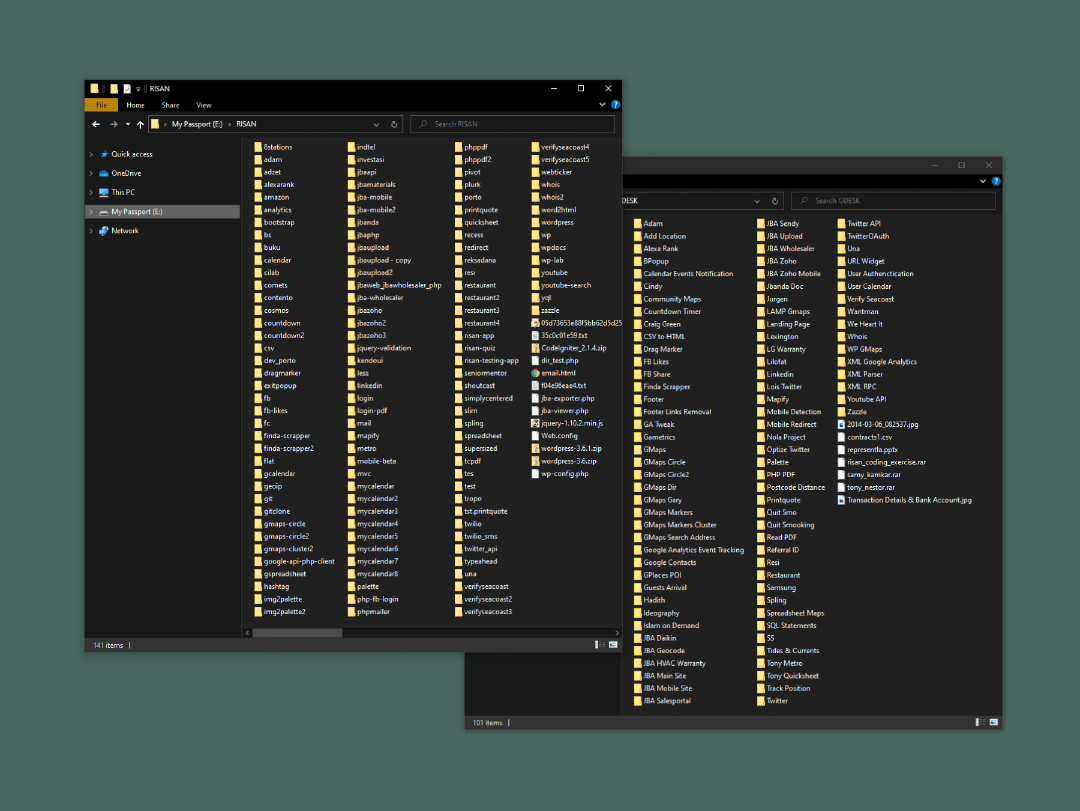 RISAN
File Home Share View
My Passport (E:) > RISAN
Search RISAN
Quick access
OneDrive
This PC
My Passport (E:)
Network
8stations
adam
adzet
alexarank
amazon
analytics
bootstrap
bs
buku
calendar
cilab
comets
contento
cosmos
countdown
countdown2
csv
dev_porto
dragmarker
exitpopup
fb
fb-likes
fc
finda-scrapper
finda-scrapper2
flat
gcalendar
geoip
git
gitclone
gmaps-circle
gmaps-circle2
gmaps-cluster2
google-api-php-client
gspreadsheet
hashtag
img2palette
img2palette2
indtel
investasi
jbaapi
jbamaterials
jba-mobile
jba-mobile2
jbanda
jbaphp
jbaupload
jbaupload - copy
jbaupload2
jbaweb_jbawholesaler_php
jba-wholesaler
jbazoho
jbazoho2
jbazoho3
jquery-validation
kendoui
less
linkedin
login
login-pdf
mail
mapify
metro
mobile-beta
mvc
mycalendar
mycalendar2
mycalendar3
mycalendar4
mycalendar5
mycalendar6
mycalendar7
mycalendar8
palette
php-fb-login
phpmailer
phppdf
phppdf2
pivot
plurk
porto
printquote
quicksheet
recess
redirect
reksadana
resi
restaurant
restaurant2
restaurant3
restaurant4
risan-app
risan-quiz
risan-testing-app
seniormentor
shoutcast
simplycentered
slim
spling
spreadsheet
supersized
tcpdf
tes
test
tropo
tst.printquote
twilio
twilio_sms
twitter_api
typeahead
una
verifyseacoast
verifyseacoast2
verifyseacoast3
verifyseacoast4
verifyseacoast5
webticker
whois
whois2
word2html
wordpress
wp
wpdocs
wp-lab
youtube
youtube-search
yql
zazzle
05d73653e88f5bb62d5d25
35c0c01e59.txt
CodeIgniter_2.1.4.zip
dir_test.php
email.html
f04e96eae4.txt
jba-exporter.php
jba-viewer.php
jquery-1.10.2.min.js
Web.config
wordpress-3.6.1.zip
wordpress-3.6.zip
wp-config.php
141 items
DESK
Search ODESK
Adam
Add Location
Alexa Rank
BPopup
Calendar Events Notification
Cindy
Community Maps
Countdown Timer
Craig Green
CSV to HTML
Drag Marker
FB Likes
FB Share
Finda Scrapper
Footer
Footer Links Removal
GA Tweak
Gametrics
GMaps
GMaps Circle
GMaps Circle2
GMaps Dir
GMaps Gary
GMaps Markers
GMaps Markers Cluster
GMaps Search Address
Google Analytics Event Tracking
Google Contacts
GPlaces POI
Guests Arrival
Hadith
Ideography
Islam on Demand
JBA Daikin
JBA Geocode
JBA HVAC Warranty
JBA Main Site
JBA Mobile Site
JBA Salesportal
JBA Sendy
JBA Upload
JBA Wholesaler
JBA Zoho
JBA Zoho Mobile
Jbanda Doc
Jurgen
LAMP Gmaps
Landing Page
Lexington
LG Warranty
Lilofat
Linkedin
Lois Twitter
Mapify
Mobile Detection
Mobile Redirect
Nola Project
Optize Twitter
Palette
PHP PDF
Postcode Distance
Printquote
Quit Smo
Quit Smooking
Read PDF
Referral ID
Resi
Restaurant
Samsung
Spling
Spreadsheet Maps
SQL Statements
SS
Tides & Currents
Tony Metro
Tony Quicksheet
Track Position
Twitter
Twitter API
TwitterOAuth
Una
URL Widget
User Authenctication
User Calendar
Verify Seacoast
Wantman
We Heart It
Whois
WP GMaps
XML Google Analytics
XML Parser
XML RPC
Youtube API
Zazzle
2014-03-06_082537.jpg
contracts1.csv
representla.pptx
risan_coding_exercise.rar
samy_kamkar.rar
tony_nestor.rar
Transaction Details & Bank Account.jpg
101 items